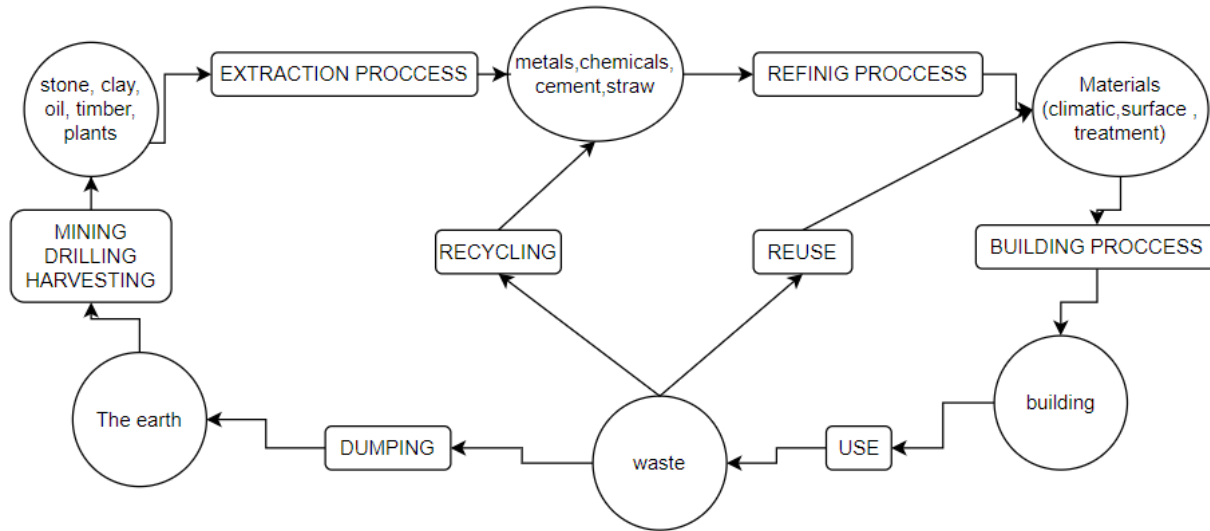 stone, clay,
oil, timber,
plants
EXTRACTION PROCCESS
metals,chemicals,
cement,straw
REFINIG PROCCESS
Materials
(climatic,surface ,
treatment)
MINING
DRILLING
HARVESTING
RECYCLING
REUSE
BUILDING PROCCESS
The earth
DUMPING
waste
USE
building